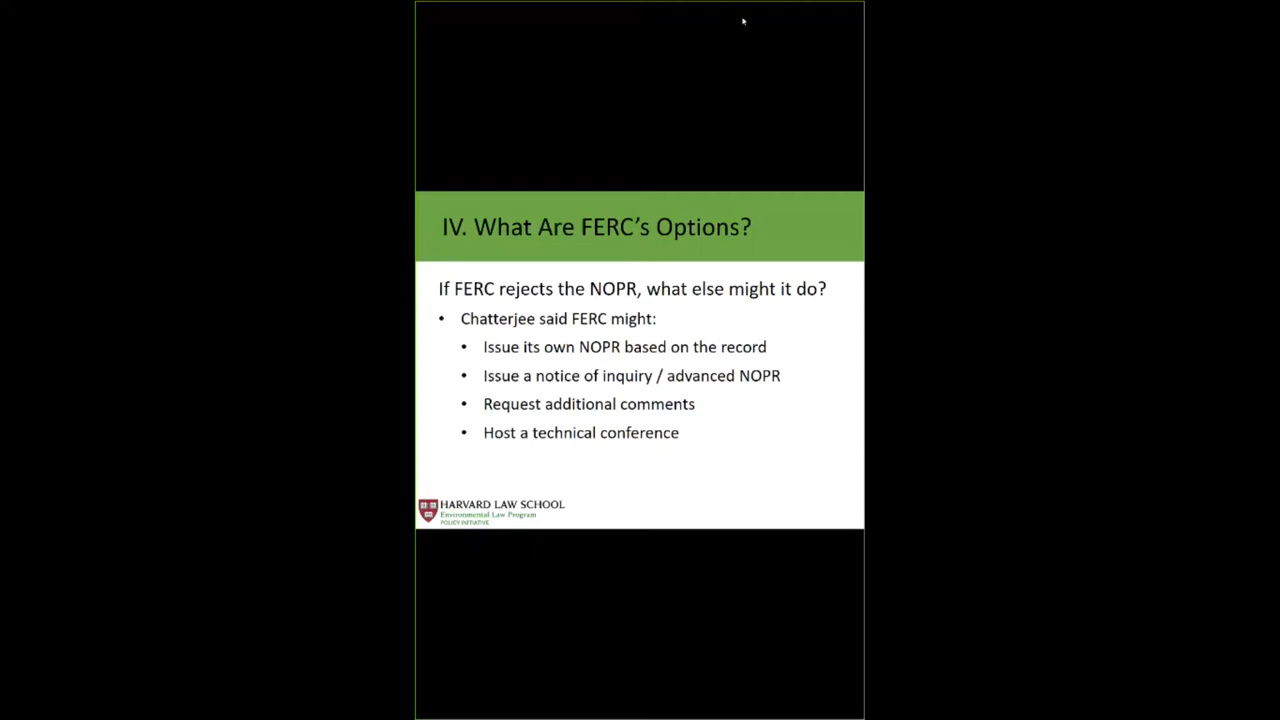 IV. What Are FERC’s Options?
If FERC rejects the NOPR, what else might it do?
• Chatterjee said FERC might:
• Issue its own NOPR based on the record
• Issue a notice of inquiry / advanced NOPR
• Request additional comments
• Host a technical conference
HARVARD LAW SCHOOL
Environmental Law Program
POLICY INITIATIVE